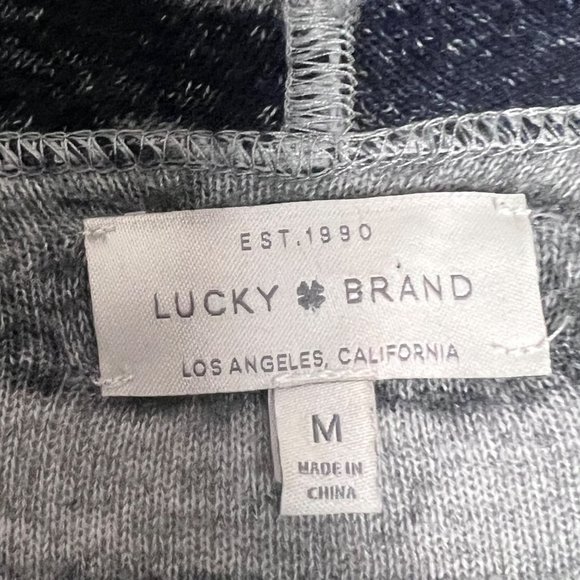 EST.1990
LUCKY BRAND
LOS ANGELES, CALIFORNIA
M
MADE IN
CHINA